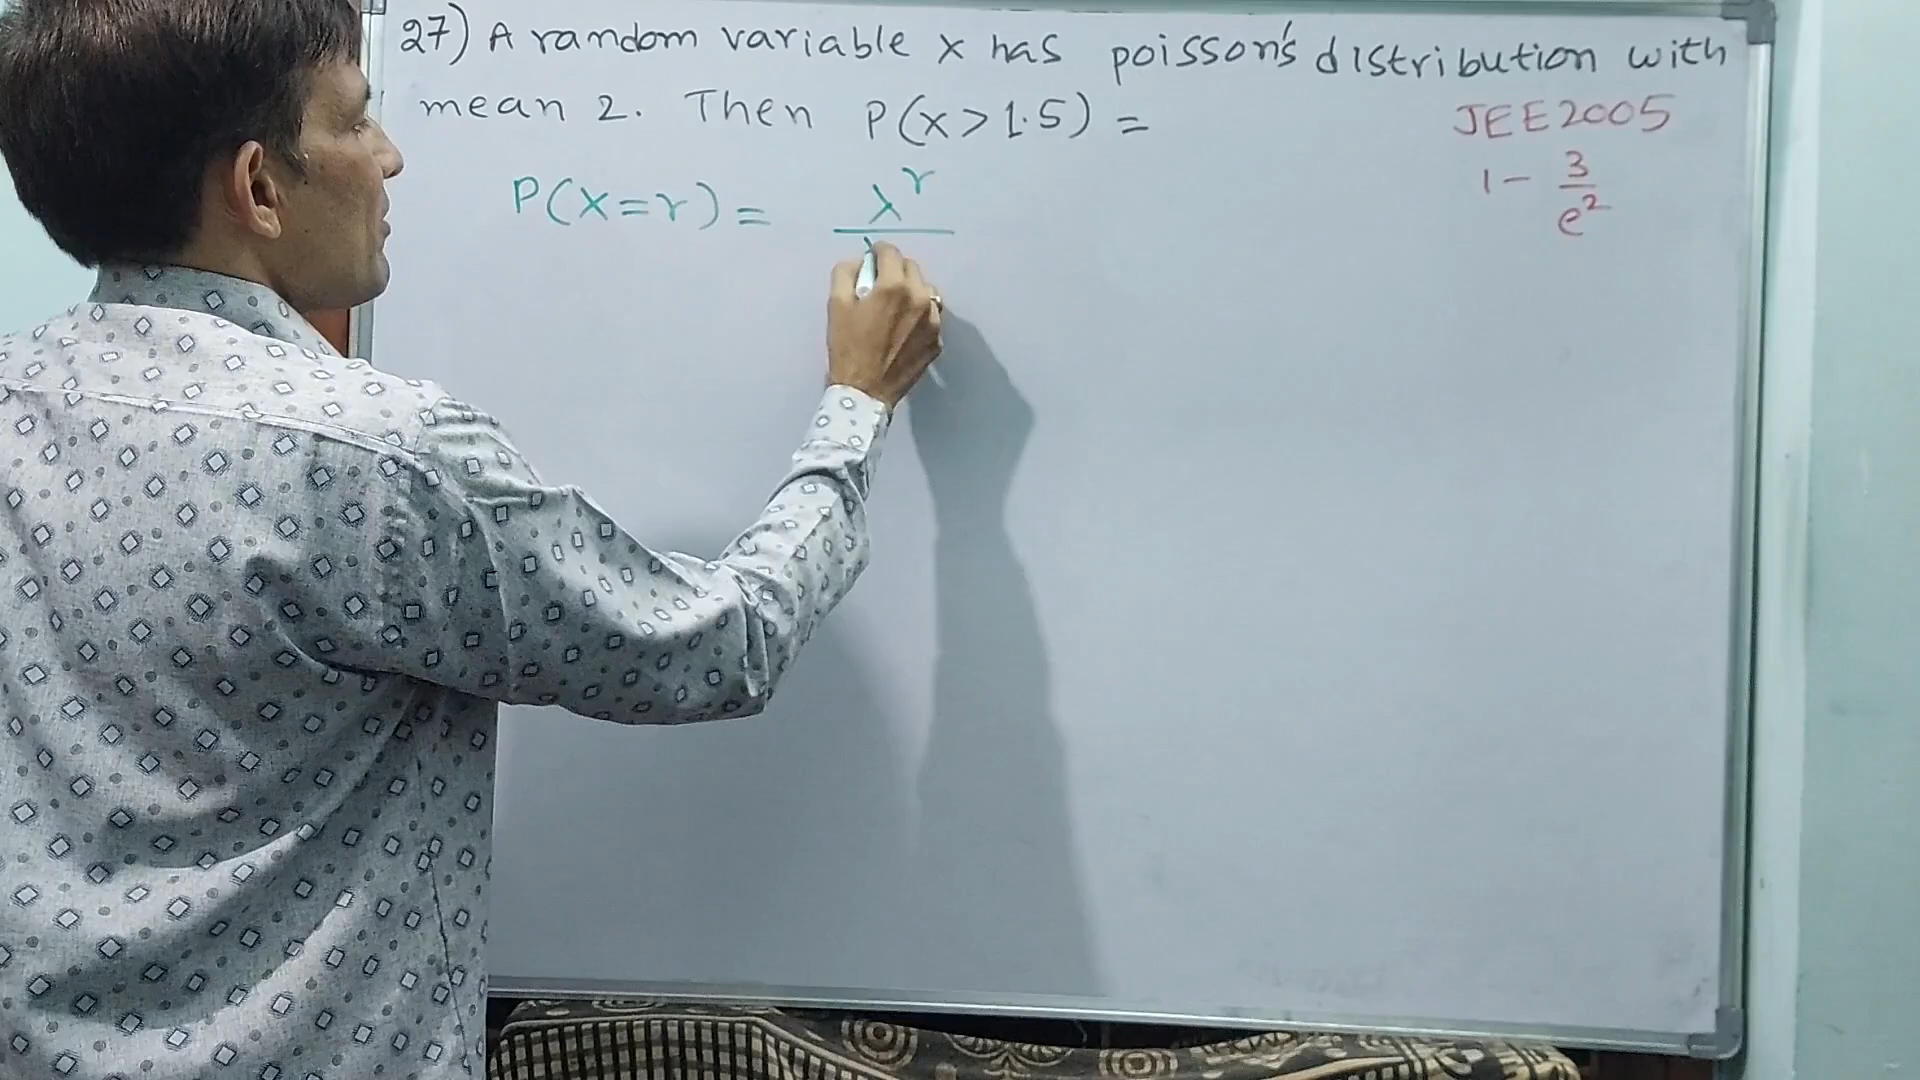 27) A random variable x has poisson's distribution with
mean 2. Then P(x>1.5) =
JEE2005
1 - 3/e²
P(x=r) = λ^r